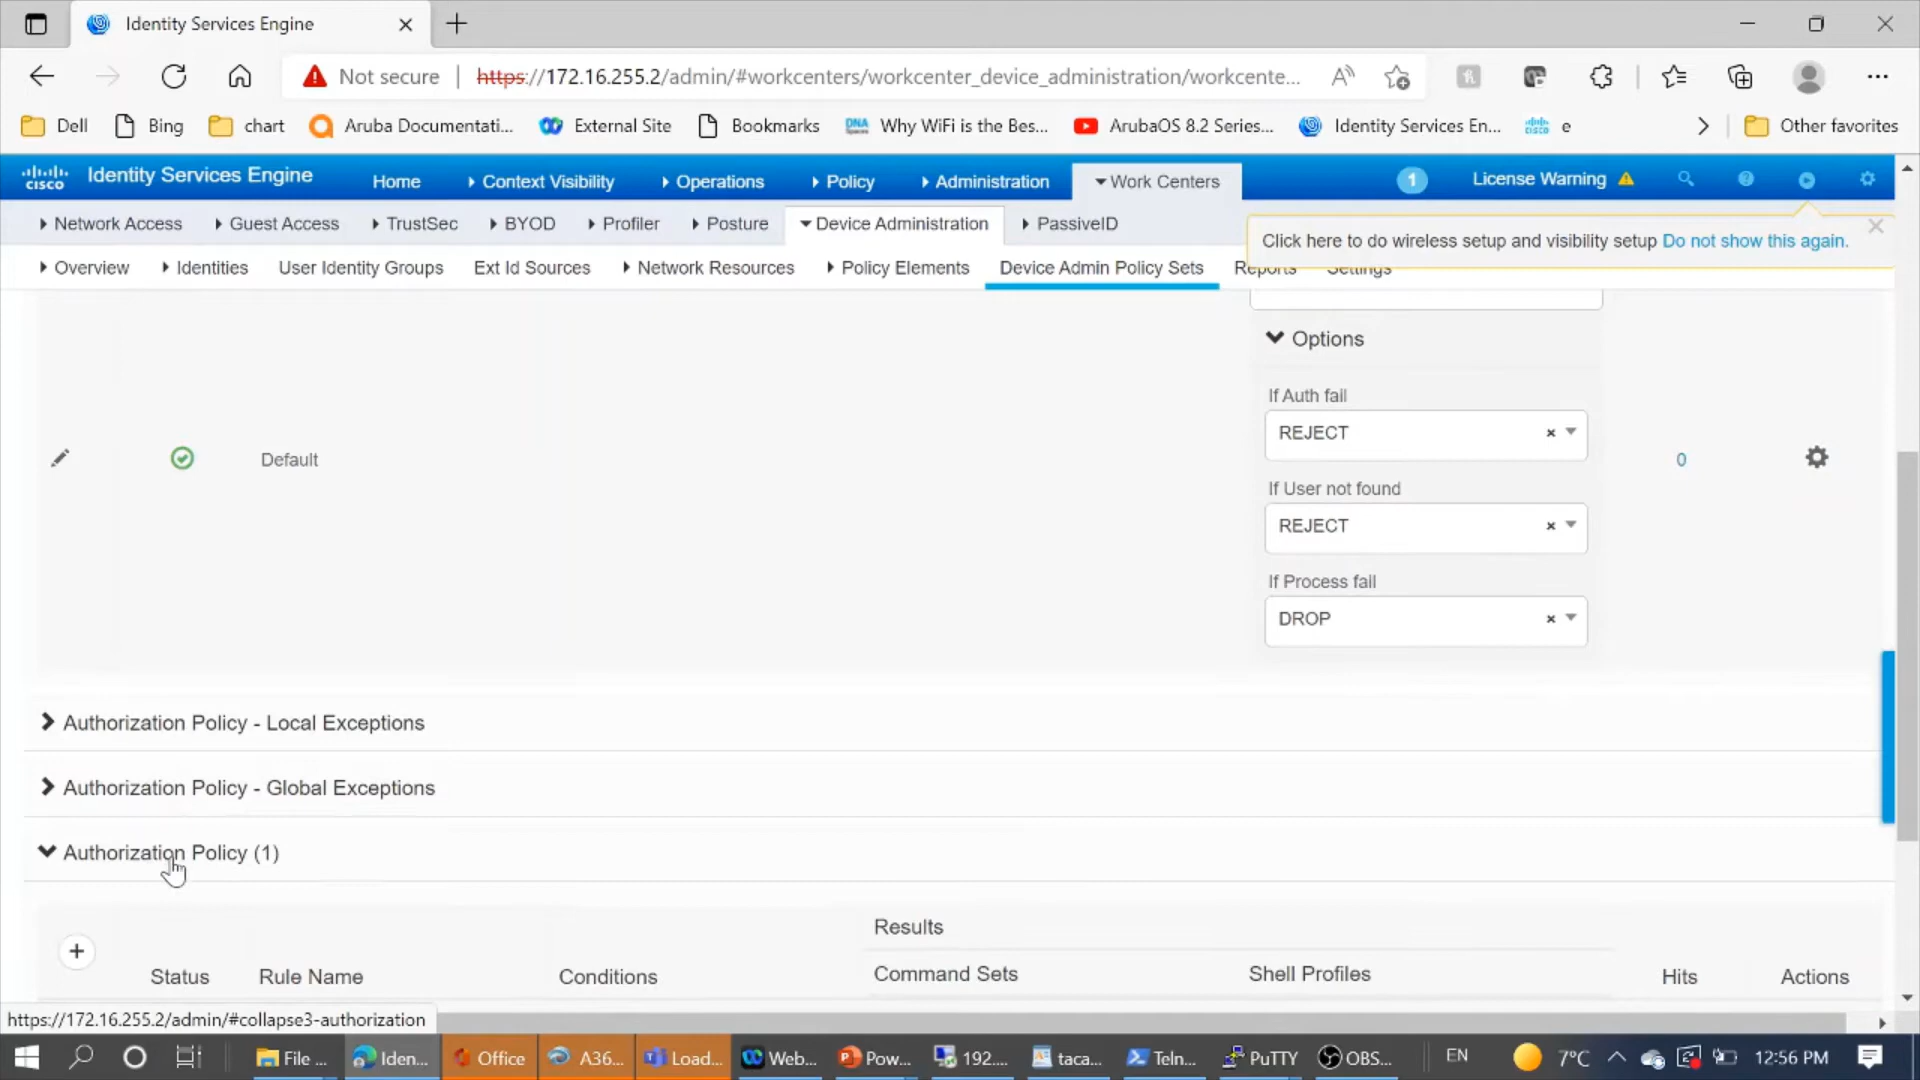 Identity Services Engine
Not secure https://172.16.255.2/admin/#workcenters/workcenter_device_administration/workcente...
Dell Bing chart Aruba Documentati... External Site Bookmarks Why WiFi is the Bes... ArubaOS 8.2 Series... Identity Services En... e Other favorites
CISCO Identity Services Engine Home Context Visibility Operations Policy Administration Work Centers 1 License Warning
Network Access Guest Access TrustSec BYOD Profiler Posture Device Administration PassiveID
Click here to do wireless setup and visibility setup Do not show this again.
Overview Identities User Identity Groups Ext Id Sources Network Resources Policy Elements Device Admin Policy Sets Reports Settings
Options
If Auth fail
REJECT
Default 0
If User not found
REJECT
If Process fail
DROP
Authorization Policy - Local Exceptions
Authorization Policy - Global Exceptions
Authorization Policy (1)
Results
Status Rule Name Conditions Command Sets Shell Profiles Hits Actions
https://172.16.255.2/admin/#collapse3-authorization
File ... Iden... Office A36... Load... Web... Pow... 192.... taca... Teln... PuTTY OBS... EN 7°C 12:56 PM